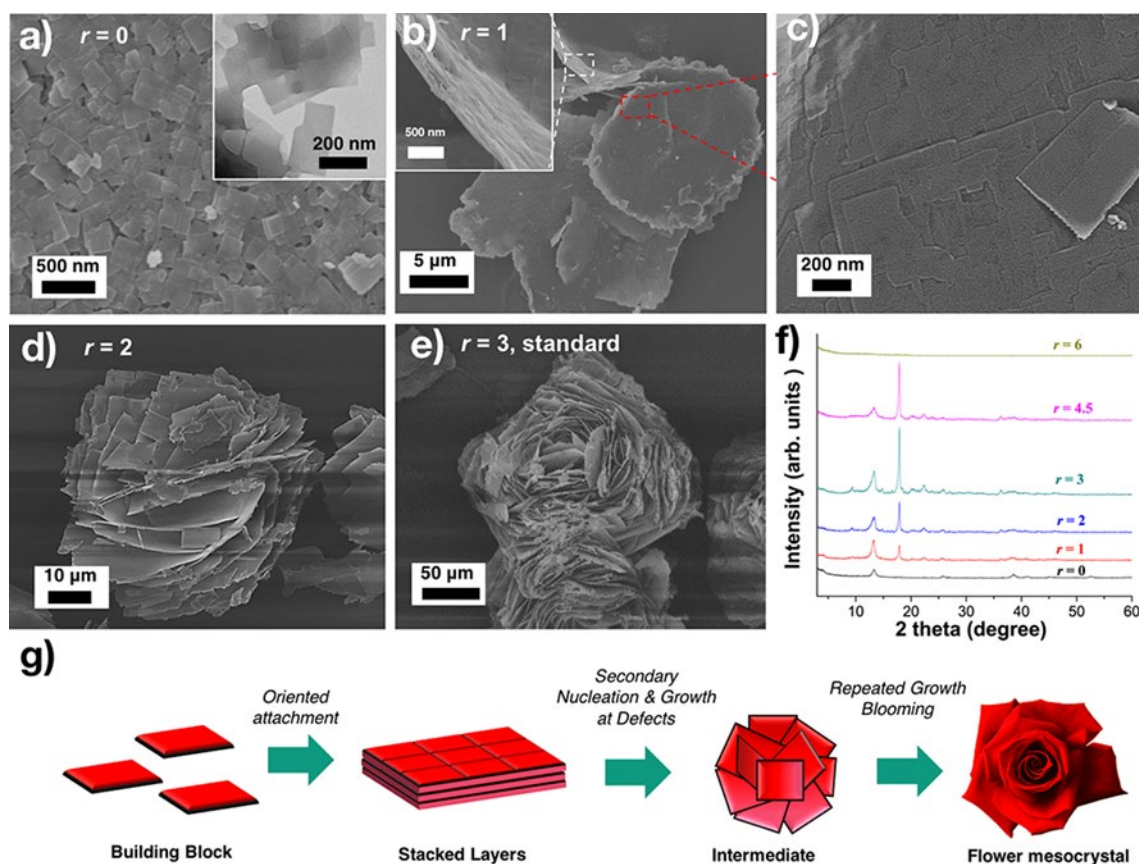 a)
r = 0
200 nm
500 nm
b)
r = 1
500 nm
5 µm
c)
200 nm
d)
r = 2
10 µm
e)
r = 3, standard
50 µm
f)
Intensity (arb. units)
r = 6
r = 4.5
r = 3
r = 2
r = 1
r = 0
10 20 30 40 50 60
2 theta (degree)
g)
Oriented
attachment
Secondary
Nucleation & Growth
at Defects
Repeated Growth
Blooming
Building Block
Stacked Layers
Intermediate
Flower mesocrystal